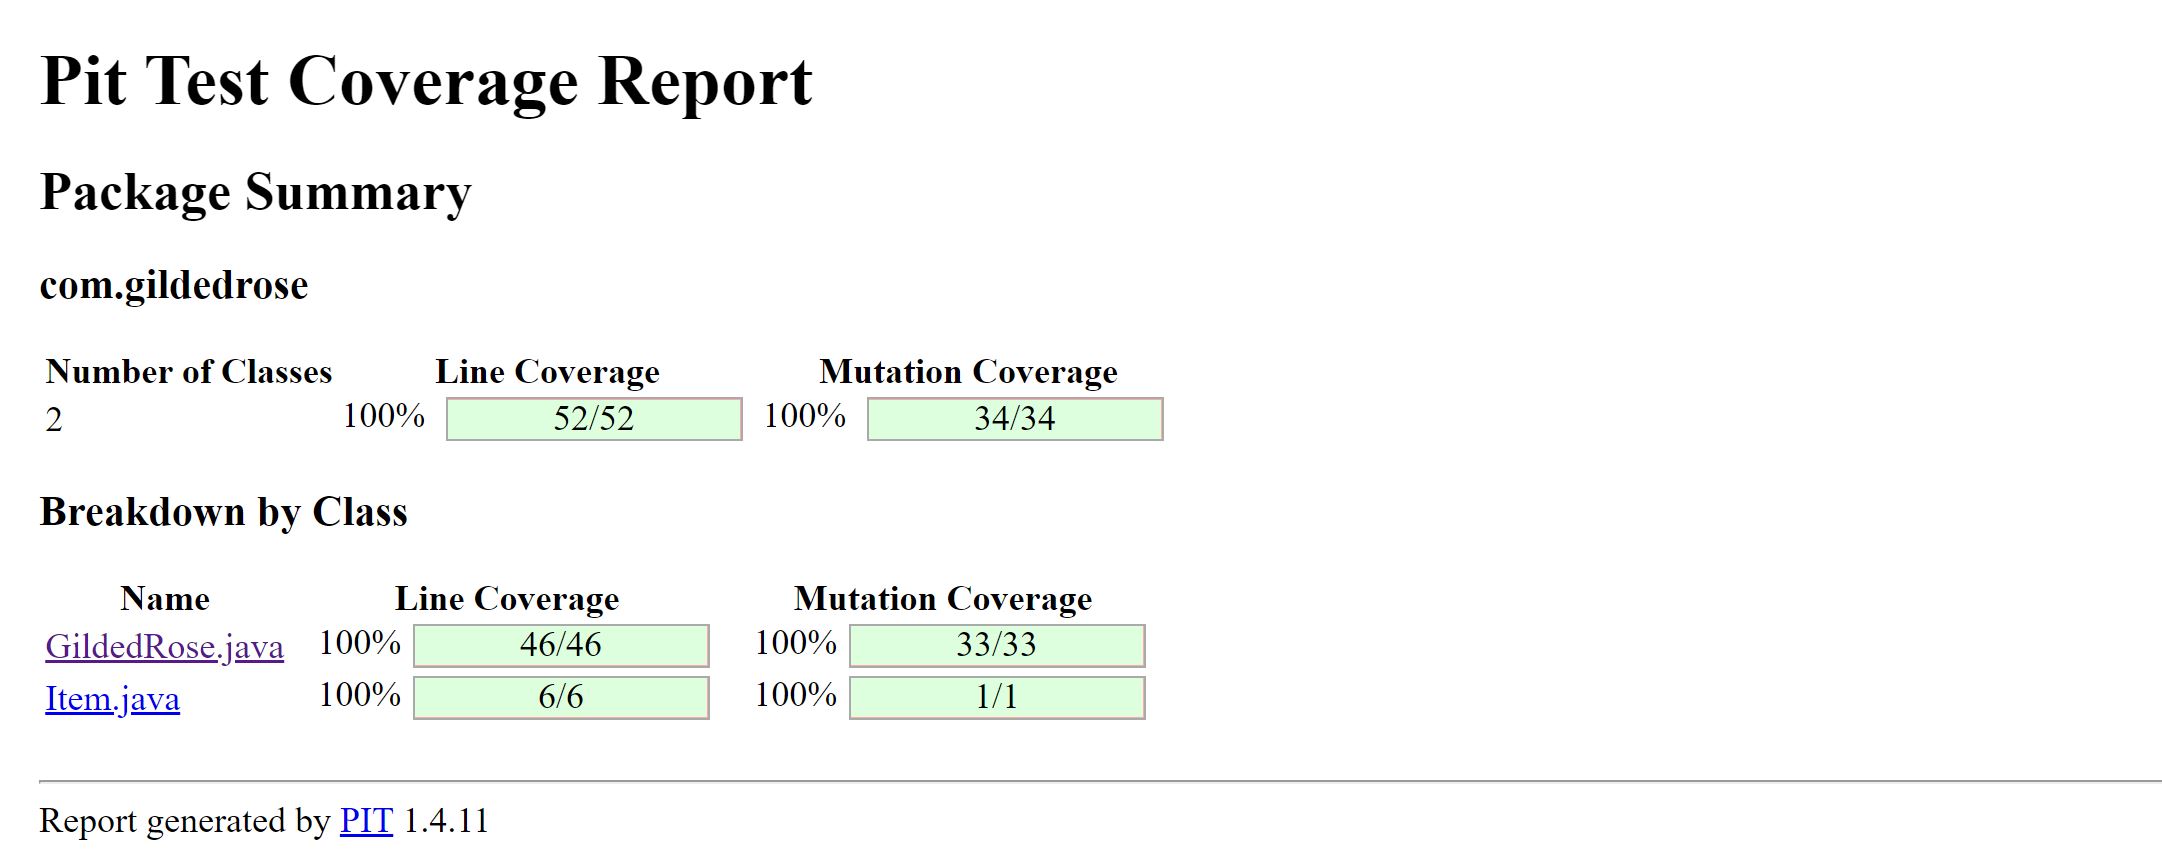 Pit Test Coverage Report
Package Summary
com.gildedrose
Number of Classes Line Coverage Mutation Coverage
2 100% 52/52 100% 34/34
Breakdown by Class
Name Line Coverage Mutation Coverage
GildedRose.java 100% 46/46 100% 33/33
Item.java 100% 6/6 100% 1/1
Report generated by PIT 1.4.11